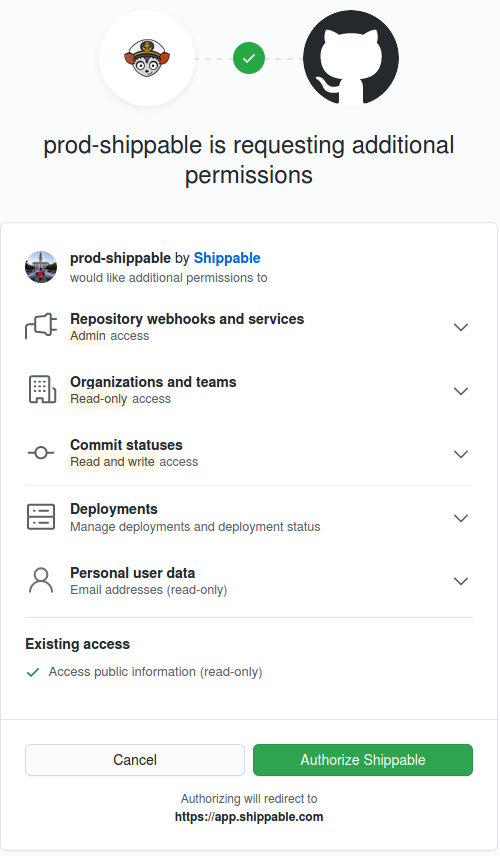 prod-shippable is requesting additional
permissions
prod-shippable by Shippable
would like additional permissions to
Repository webhooks and services
Admin access
Organizations and teams
Read-only access
Commit statuses
Read and write access
Deployments
Manage deployments and deployment status
Personal user data
Email addresses (read-only)
Existing access
Access public information (read-only)
Cancel
Authorize Shippable
Authorizing will redirect to
https://app.shippable.com